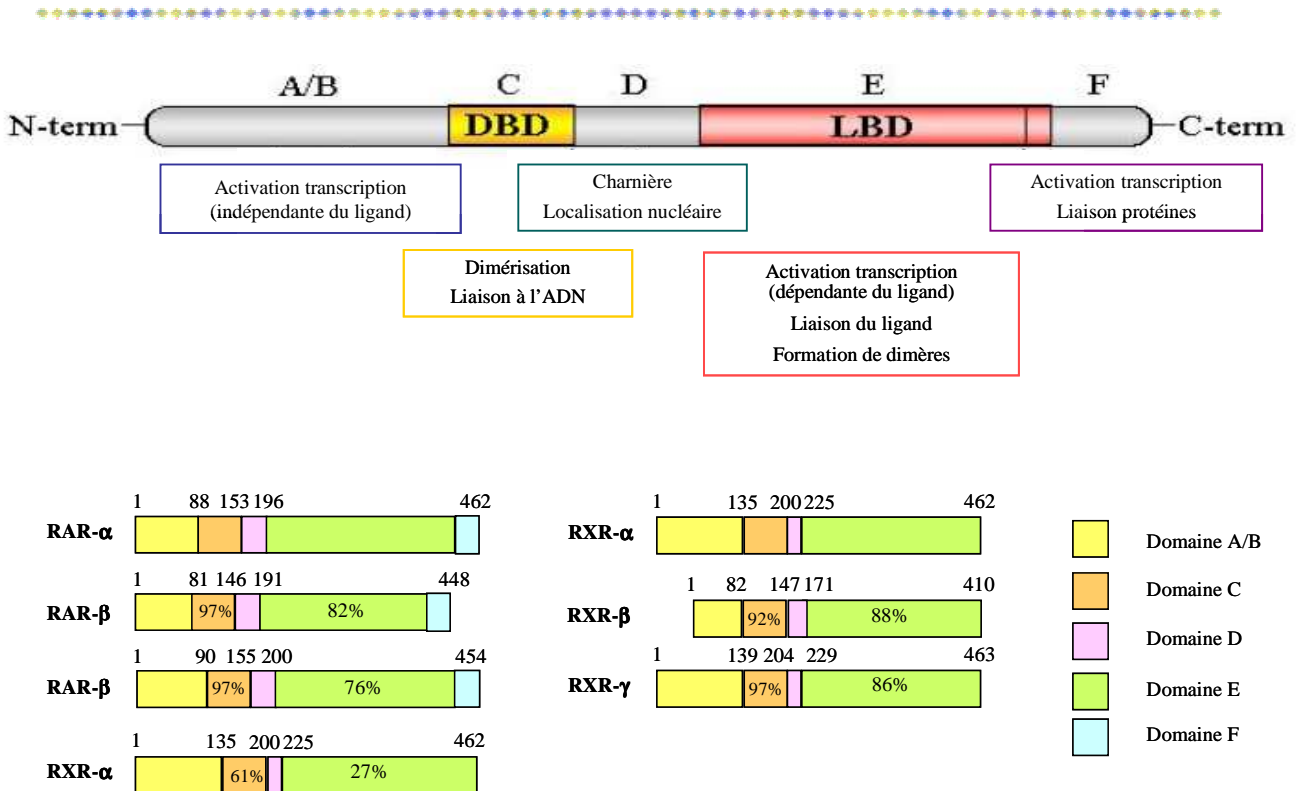 A/B C D E F
N-term DBD LBD C-term
Activation transcription
(indépendante du ligand)
Charnière
Localisation nucléaire
Activation transcription
Liaison protéines
Dimérisation
Liaison à l'ADN
Activation transcription
(dépendante du ligand)
Liaison du ligand
Formation de dimères
1 88 153 196 462
RAR-α
1 81 146 191 448
RAR-β 97% 82%
1 90 155 200 454
RAR-β 97% 76%
1 135 200 225 462
RXR-α 61% 27%
1 135 200 225 462
RXR-α
1 82 147 171 410
RXR-β 92% 88%
1 139 204 229 463
RXR-γ 97% 86%
Domaine A/B
Domaine C
Domaine D
Domaine E
Domaine F